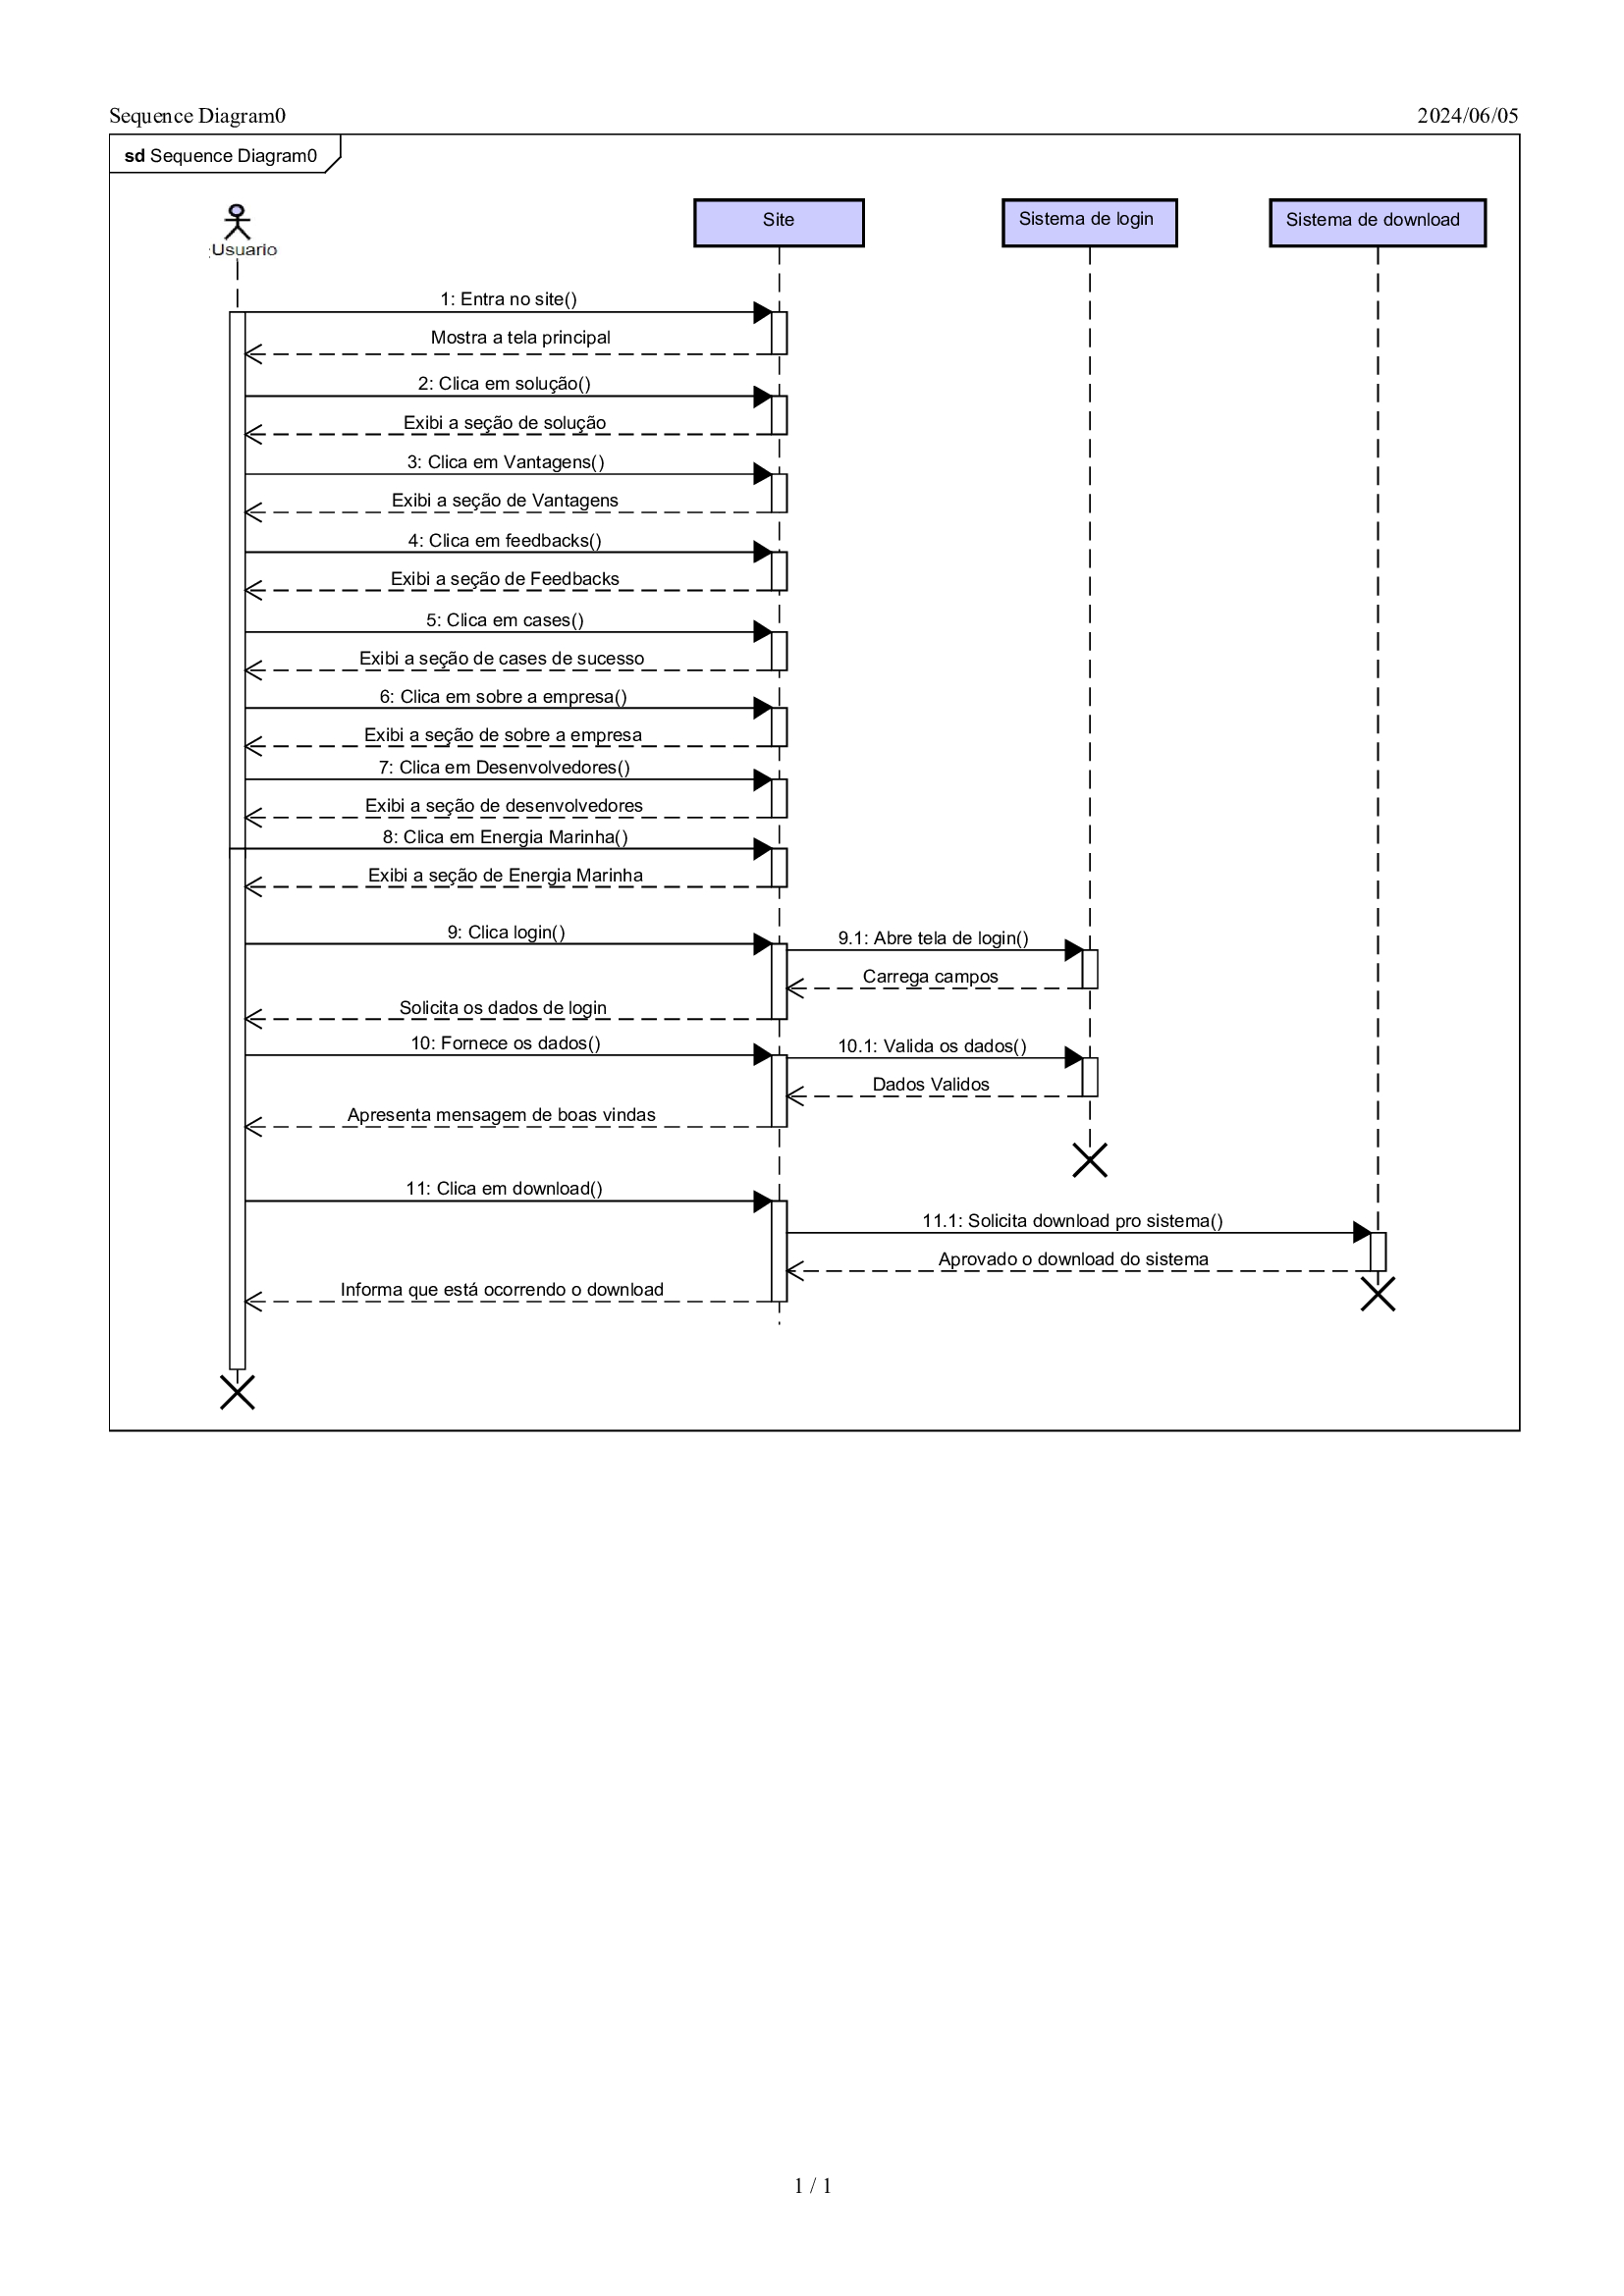 Sequence Diagram0
2024/06/05
sd Sequence Diagram0
:Usuario
Site
Sistema de login
Sistema de download
1: Entra no site()
Mostra a tela principal
2: Clica em solução()
Exibi a seção de solução
3: Clica em Vantagens()
Exibi a seção de Vantagens
4: Clica em feedbacks()
Exibi a seção de Feedbacks
5: Clica em cases()
Exibi a seção de cases de sucesso
6: Clica em sobre a empresa()
Exibi a seção de sobre a empresa
7: Clica em Desenvolvedores()
Exibi a seção de desenvolvedores
8: Clica em Energia Marinha()
Exibi a seção de Energia Marinha
9: Clica login()
9.1: Abre tela de login()
Carrega campos
Solicita os dados de login
10: Fornece os dados()
10.1: Valida os dados()
Dados Validos
Apresenta mensagem de boas vindas
11: Clica em download()
11.1: Solicita download pro sistema()
Aprovado o download do sistema
Informa que está ocorrendo o download
1 / 1